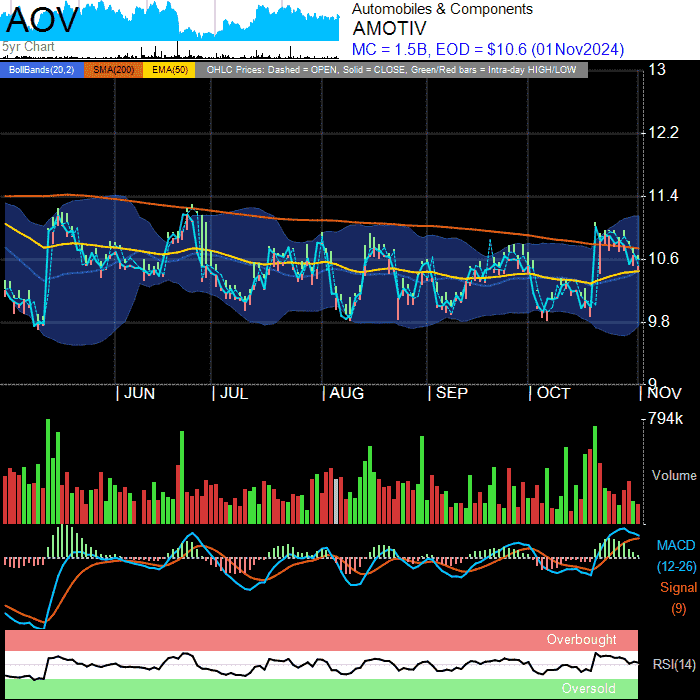 AOV
5yr Chart
Automobiles & Components
AMOTIV
MC = 1.5B, EOD = $10.6 (01Nov2024)
BollBands(20,2) SMA(200) EMA(50) OHLC Prices: Dashed = OPEN, Solid = CLOSE, Green/Red bars = Intra-day HIGH/LOW
13
12.2
11.4
10.6
9.8
9
| JUN | JUL | AUG | SEP | OCT | NOV
794k
Volume
MACD
(12-26)
Signal
(9)
Overbought
RSI(14)
Oversold